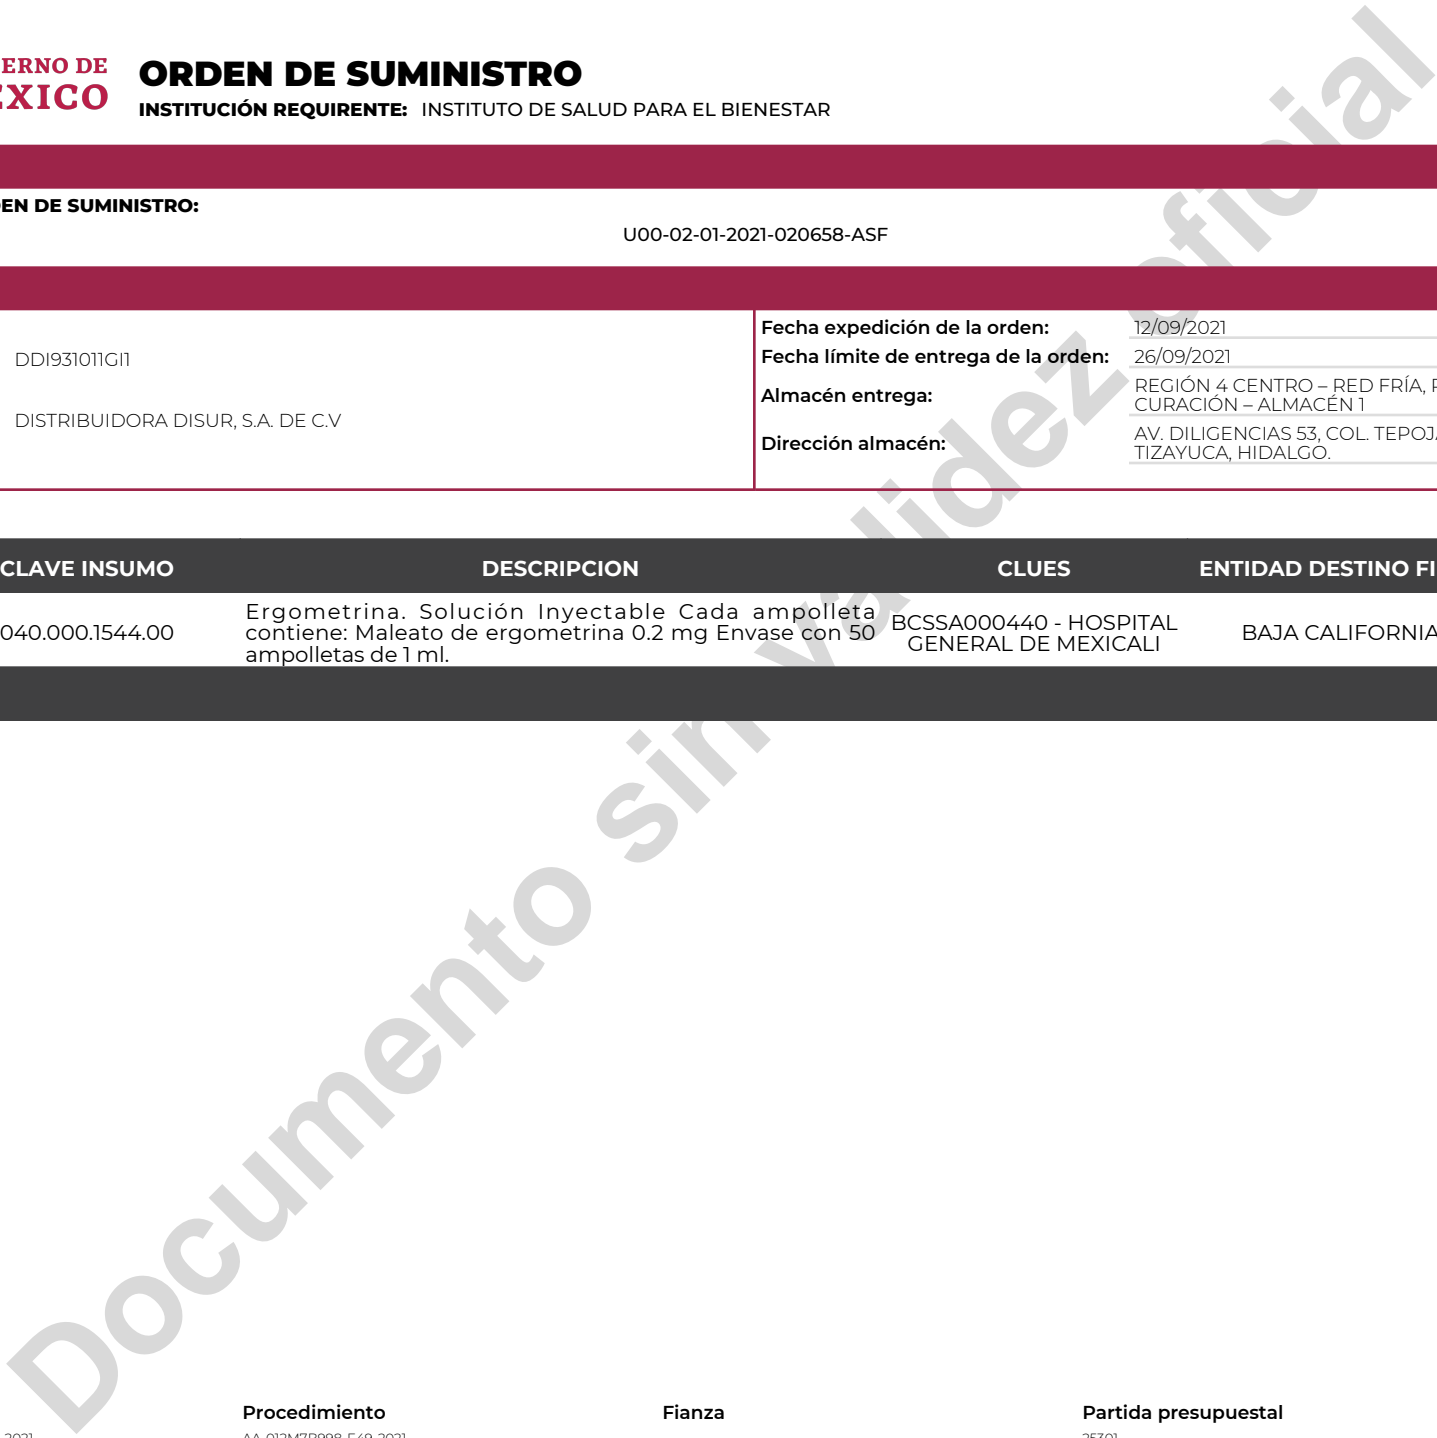 ERNO DE
ORDEN DE SUMINISTRO
INSTITUCIÓN REQUIRENTE: INSTITUTO DE SALUD PARA EL BIENESTAR
EN DE SUMINISTRO:
U00-02-01-2021-020658-ASF
DDI931011GI1
DISTRIBUIDORA DISUR, S.A. DE C.V
Fecha expedición de la orden: 12/09/2021
Fecha límite de entrega de la orden: 26/09/2021
Almacén entrega:
REGIÓN 4 CENTRO – RED FRÍA,
CURACIÓN – ALMACÉN 1
Dirección almacén:
AV. DILIGENCIAS 53, COL. TEPOJ
TIZAYUCA, HIDALGO.
CLAVE INSUMO DESCRIPCION CLUES ENTIDAD DESTINO FI
040.000.1544.00
Ergometrina. Solución Inyectable Cada ampolleta
contiene: Maleato de ergometrina 0.2 mg Envase con 50
ampolletas de 1 ml.
BCSSA000440 - HOSPITAL
GENERAL DE MEXICALI
BAJA CALIFORNIA
Documento sin validez oficial
Procedimiento Fianza Partida presupuestal